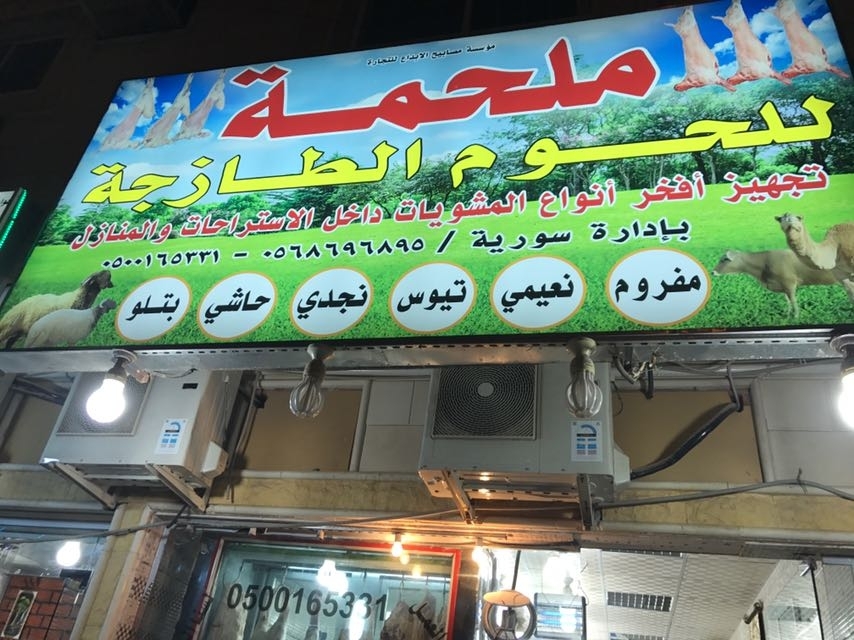 مؤسسة مصابيح الابداع للتجارة
ملحمة
للحوم الطازجة
تجهيز أفخر أنواع المشويات داخل الاستراحات والمنازل
بإدارة سورية / ٠٥٦٨٦٩٦٨٩٥ - ٠٥٠٠١٦٥٣٣١
مفروم
نعيمي
تيوس
نجدي
حاشي
بتلو
0500165331